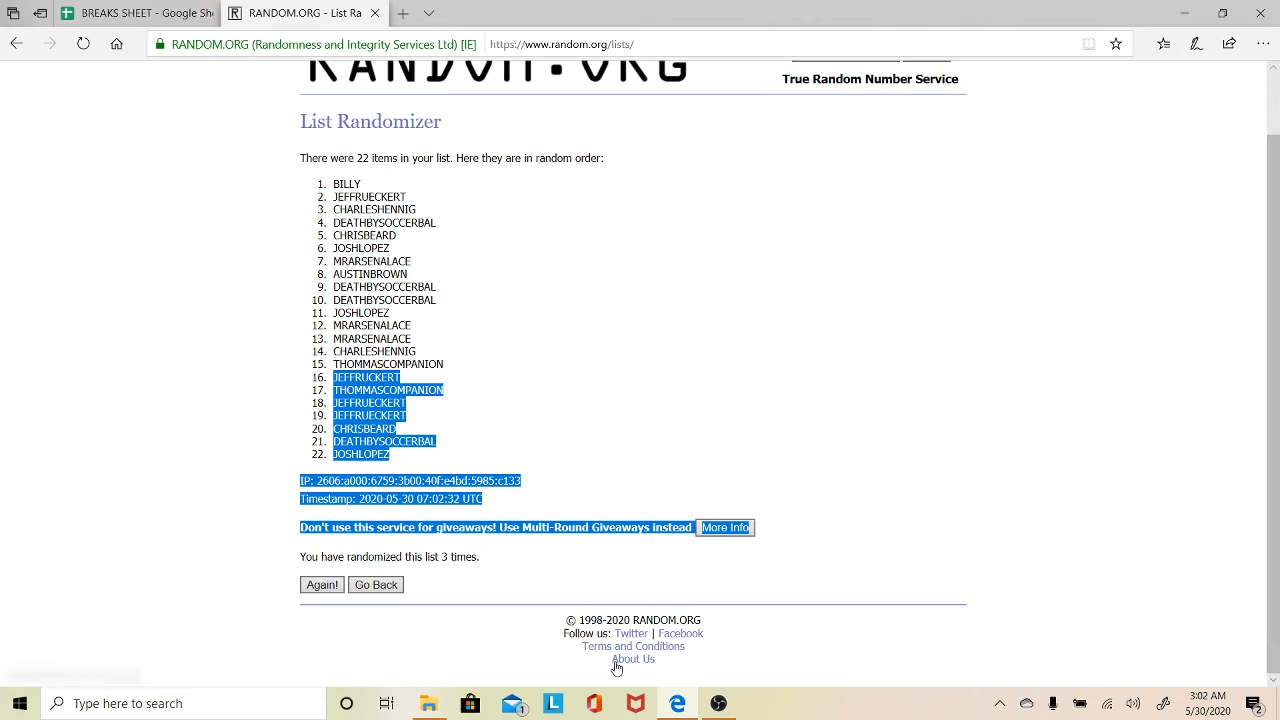 BREAKS SHEET - Google She
RANDOM.ORG - List Ra
RANDOM.ORG (Randomness and Integrity Services Ltd) [IE]
https://www.random.org/lists/
RANDOM.ORG
True Random Number Service
List Randomizer
There were 22 items in your list. Here they are in random order:
1. BILLY
2. JEFFRUECKERT
3. CHARLESHENNIG
4. DEATHBYSOCCERBAL
5. CHRISBEARD
6. JOSHLOPEZ
7. MRARSENALACE
8. AUSTINBROWN
9. DEATHBYSOCCERBAL
10. DEATHBYSOCCERBAL
11. JOSHLOPEZ
12. MRARSENALACE
13. MRARSENALACE
14. CHARLESHENNIG
15. THOMMASCOMPANION
16. JEFFRUCKERT
17. THOMMASCOMPANION
18. JEFFRUECKERT
19. JEFFRUECKERT
20. CHRISBEARD
21. DEATHBYSOCCERBAL
22. JOSHLOPEZ
IP: 2606:a000:6759:3b00:40f:e4bd:5985:c133
Timestamp: 2020-05-30 07:02:32 UTC
Don't use this service for giveaways! Use Multi-Round Giveaways instead More Info
You have randomized this list 3 times.
Again! Go Back
© 1998-2020 RANDOM.ORG
Follow us: Twitter | Facebook
Terms and Conditions
About Us
Type here to search
3:02 AM
5/30/2020